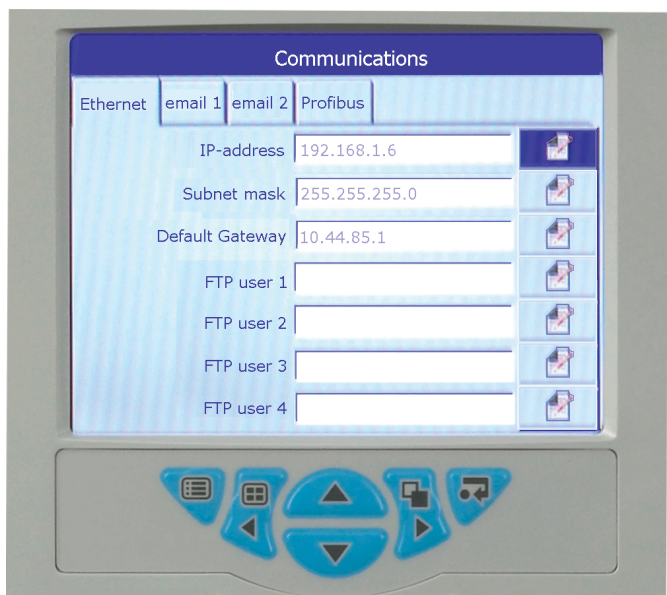 Communications
Ethernet email 1 email 2 Profibus
IP-address 192.168.1.6
Subnet mask 255.255.255.0
Default Gateway 10.44.85.1
FTP user 1
FTP user 2
FTP user 3
FTP user 4